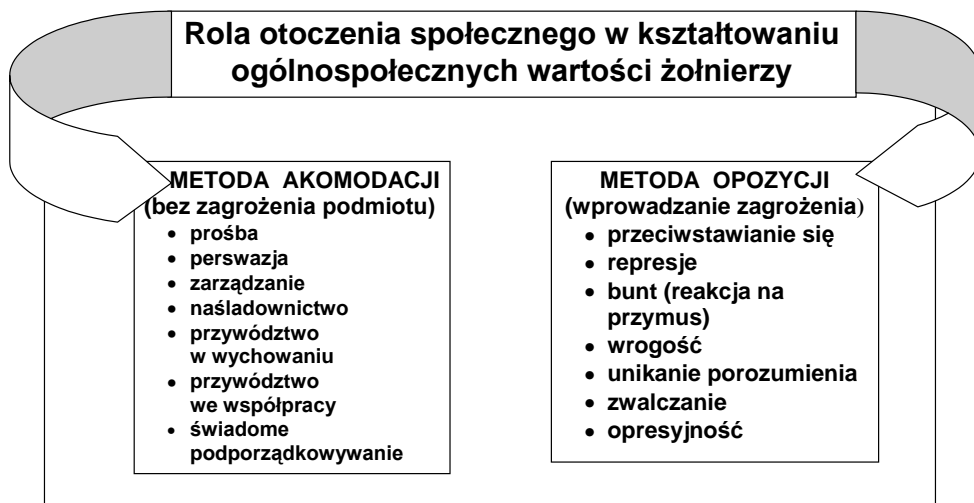 Rola otoczenia społecznego w kształtowaniu
ogólnospołecznych wartości żołnierzy
METODA AKOMODACJI
(bez zagrożenia podmiotu)
• prośba
• perswazja
• zarządzanie
• naśladownictwo
• przywództwo
w wychowaniu
• przywództwo
we współpracy
• świadome
podporządkowywanie
METODA OPOZYCJI
(wprowadzanie zagrożenia)
• przeciwstawianie się
• represje
• bunt (reakcja na
przymus)
• wrogość
• unikanie porozumienia
• zwalczanie
• opresyjność